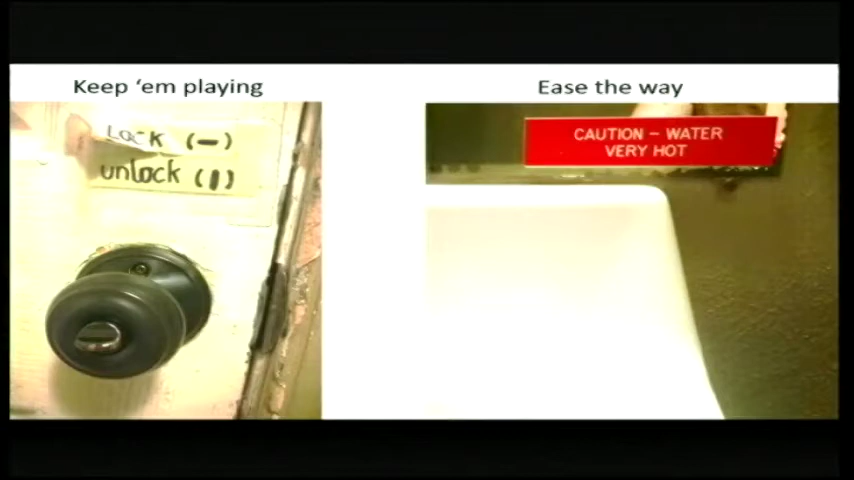 Keep ‘em playing
LOCK (—)
unlock (|)
Ease the way
CAUTION – WATER
VERY HOT